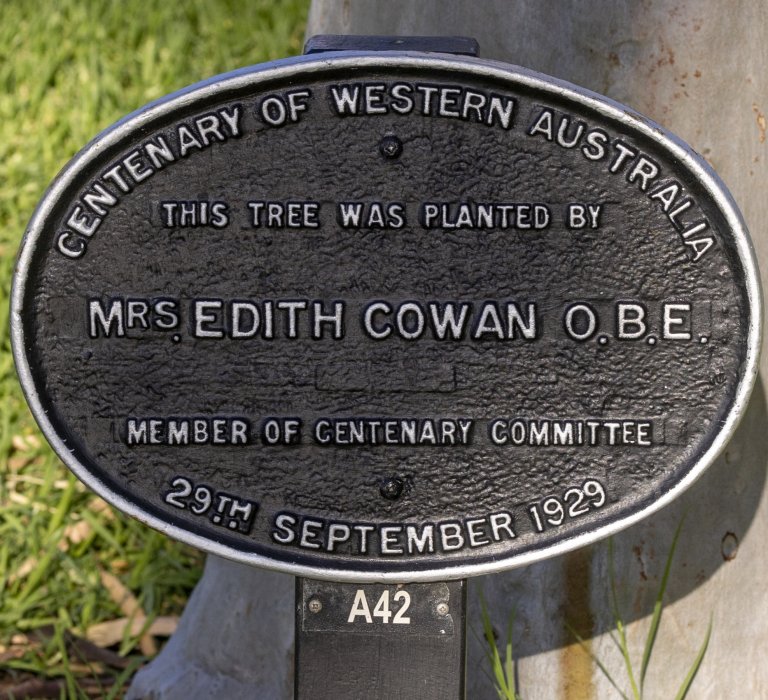 CENTENARY OF WESTERN AUSTRALIA
THIS TREE WAS PLANTED BY
MRS. EDITH COWAN O.B.E.
MEMBER OF CENTENARY COMMITTEE
29TH SEPTEMBER 1929
A42